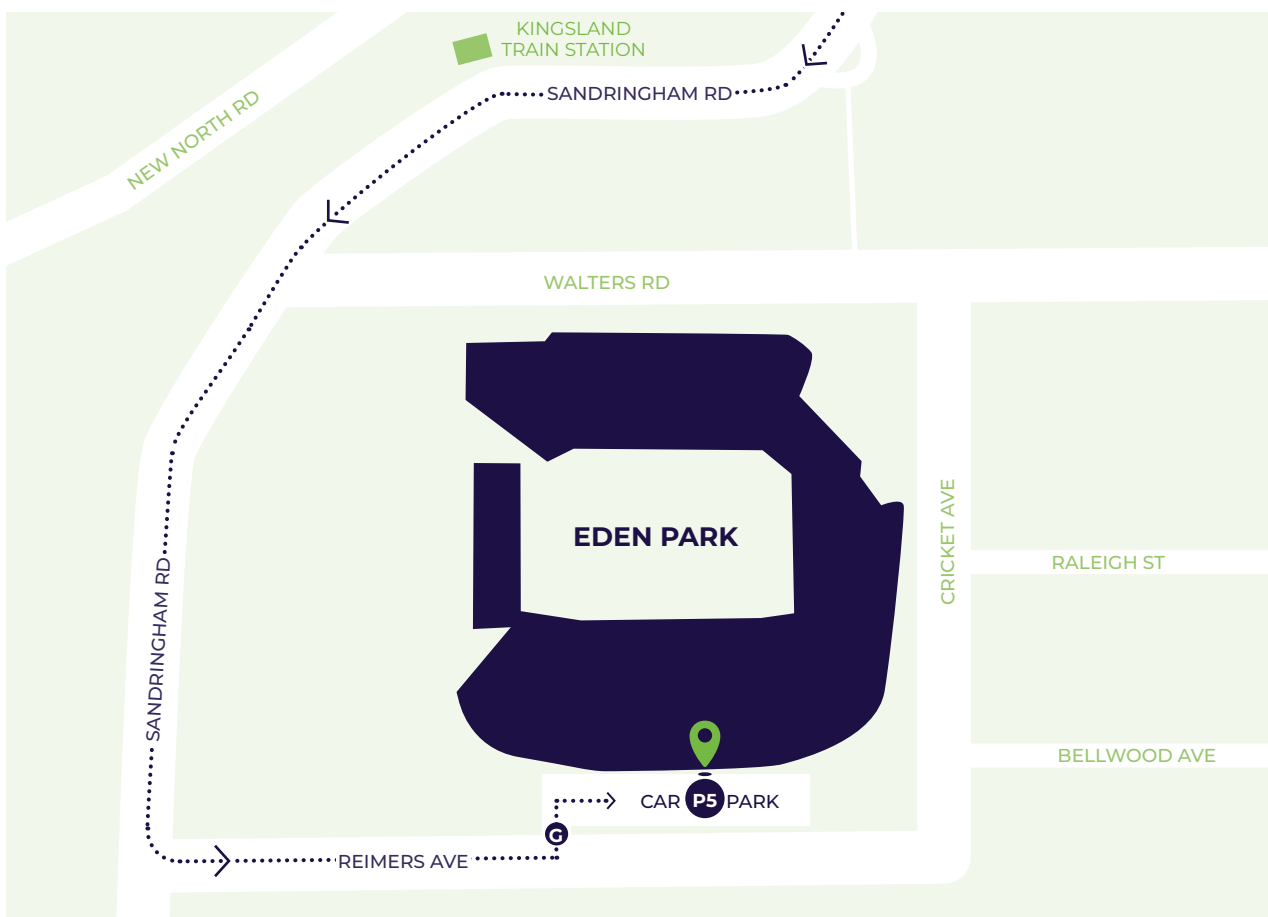 KINGSLAND
TRAIN STATION
SANDRINGHAM RD
NEW NORTH RD
WALTERS RD
EDEN PARK
CRICKET AVE
RALEIGH ST
SANDRINGHAM RD
BELLWOOD AVE
CAR P5 PARK
G
REIMERS AVE